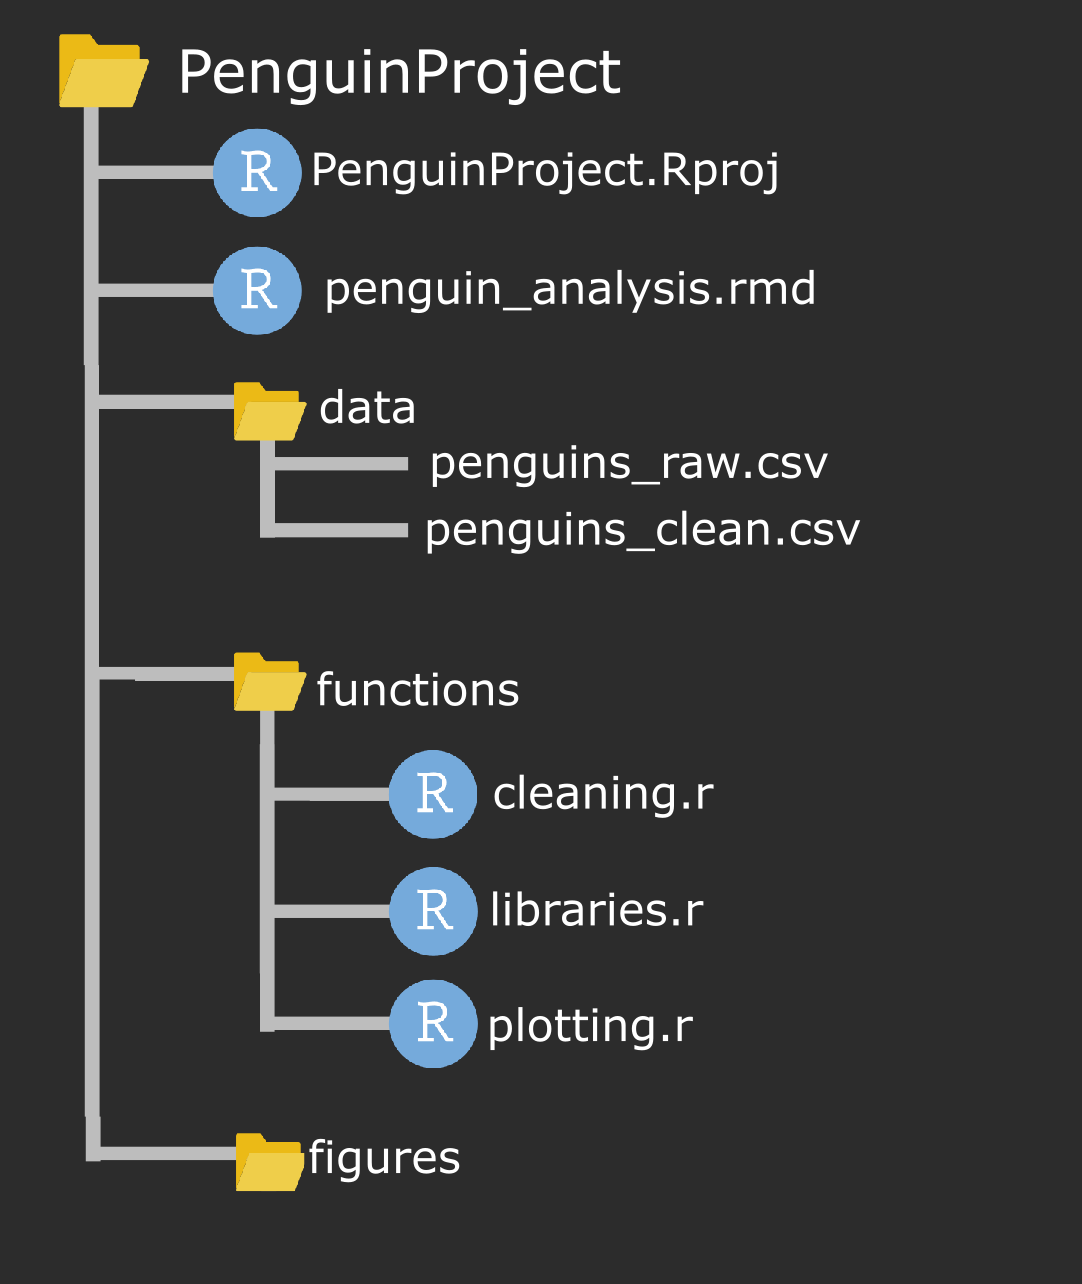 PenguinProject
R PenguinProject.Rproj
R penguin_analysis.rmd
data
penguins_raw.csv
penguins_clean.csv
functions
R cleaning.r
R libraries.r
R plotting.r
figures